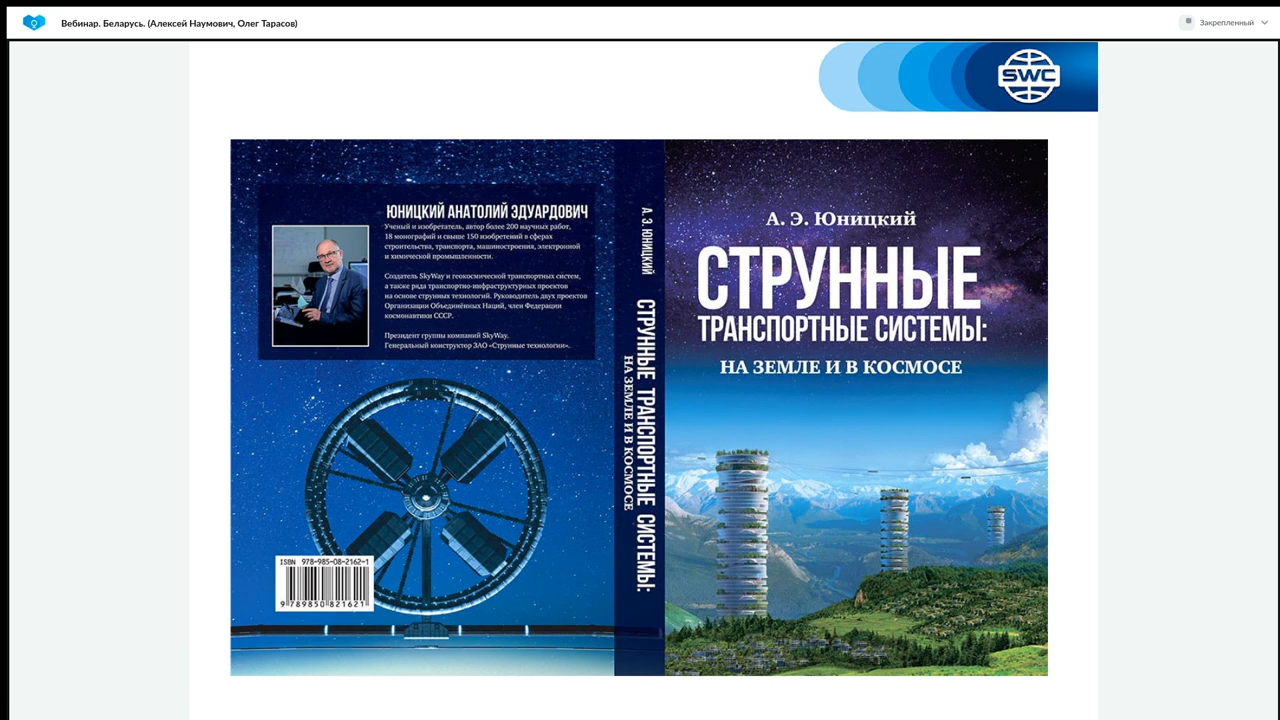 Вебинар. Беларусь. (Алексей Наумович, Олег Тарасов)
Закрепленный
SWC
ЮНИЦКИЙ АНАТОЛИЙ ЭДУАРДОВИЧ
Ученый и изобретатель, автор более 200 научных работ,
18 монографий и свыше 150 изобретений в сферах
строительства, транспорта, машиностроения, электронной
и химической промышленности.
Создатель SkyWay и геокосмической транспортных систем,
а также ряда транспортно-инфраструктурных проектов
на основе струнных технологий. Руководитель двух проектов
Организации Объединённых Наций, член Федерации
космонавтики СССР.
Президент группы компаний SkyWay.
Генеральный конструктор ЗАО «Струнные технологии».
ISBN 978-985-08-2162-1
9 789850 821621
А. Э. ЮНИЦКИЙ
СТРУННЫЕ ТРАНСПОРТНЫЕ СИСТЕМЫ:
НА ЗЕМЛЕ И В КОСМОСЕ
А. Э. Юницкий
СТРУННЫЕ
ТРАНСПОРТНЫЕ СИСТЕМЫ:
НА ЗЕМЛЕ И В КОСМОСЕ